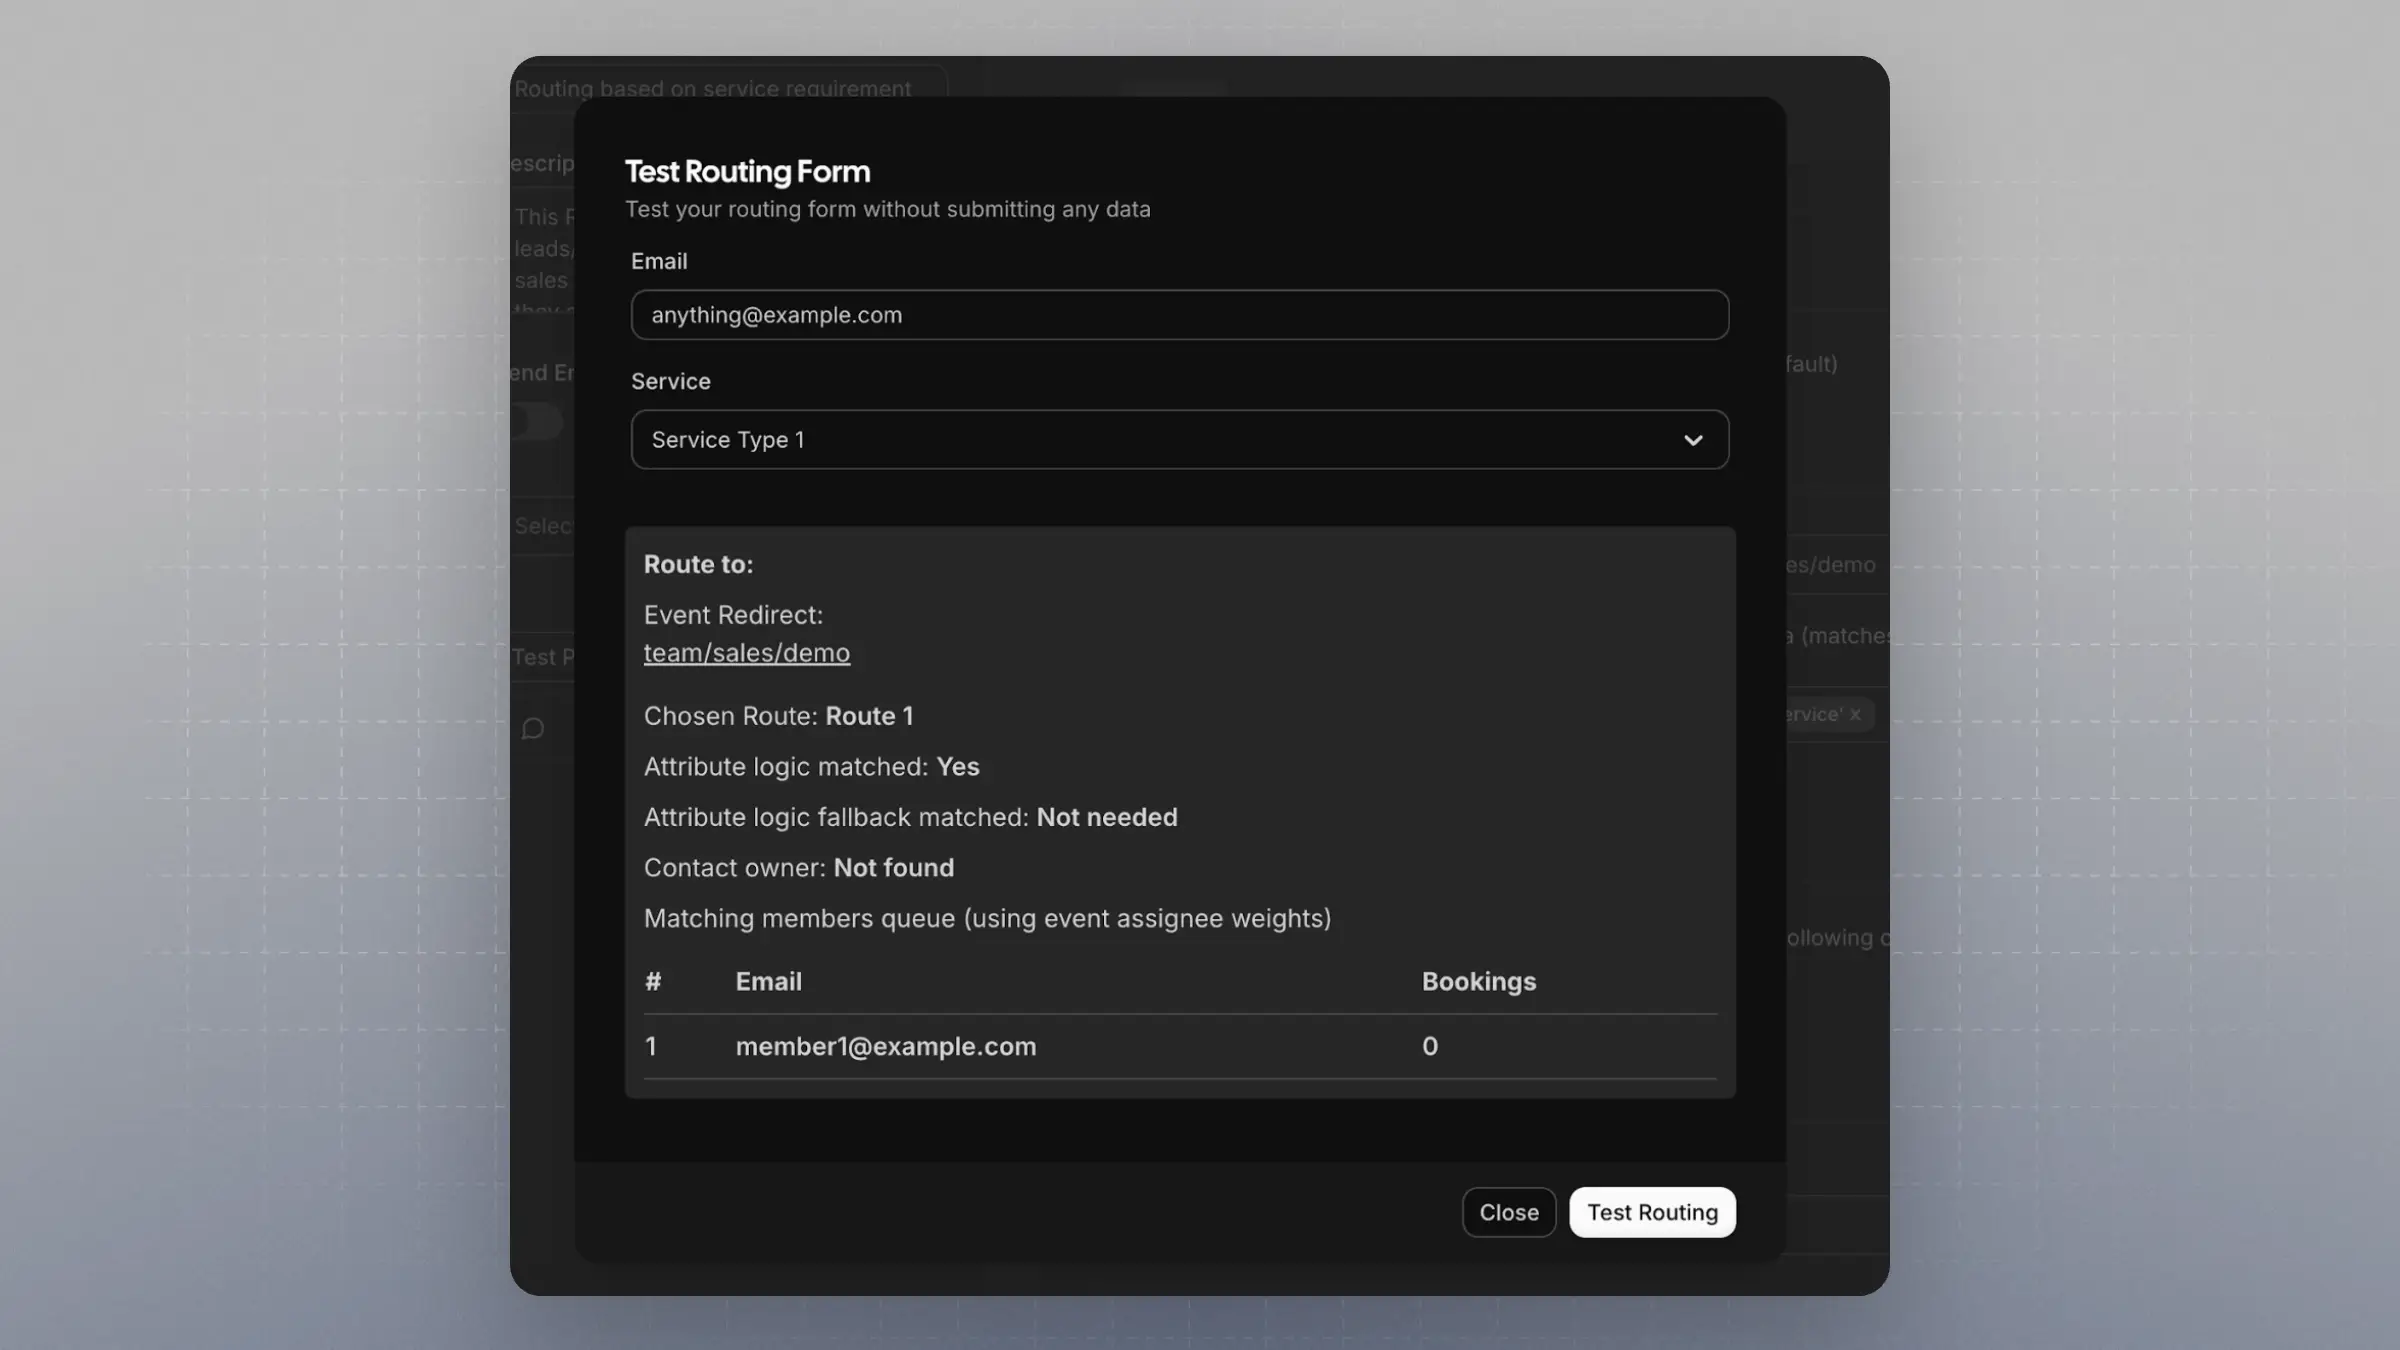 Routing based on service requirement
Test Routing Form
Test your routing form without submitting any data
Email
anything@example.com
Service
Service Type 1
Route to:
Event Redirect:
team/sales/demo
Chosen Route: Route 1
Attribute logic matched: Yes
Attribute logic fallback matched: Not needed
Contact owner: Not found
Matching members queue (using event assignee weights)
# Email Bookings
1 member1@example.com 0
Close Test Routing
escrip
This R
leads/
sales
they a
end Er
Selec
Test P
fault)
es/demo
a (matches
ervice' x
ollowing c